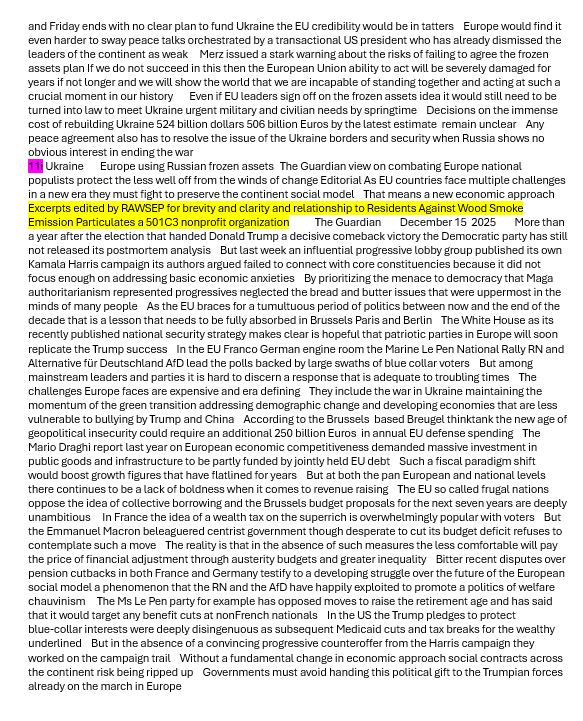 and Friday ends with no clear plan to fund Ukraine the EU credibility would be in tatters    Europe would find it
even harder to sway peace talks orchestrated by a transactional US president who has already dismissed the
leaders of the continent as weak    Merz issued a stark warning about the risks of failing to agree the frozen
assets plan If we do not succeed in this then the European Union ability to act will be severely damaged for
years if not longer and we will show the world that we are incapable of standing together and acting at such a
crucial moment in our history    Even if EU leaders sign off on the frozen assets idea it would still need to be
turned into law to meet Ukraine urgent military and civilian needs by springtime    Decisions on the immense
cost of rebuilding Ukraine 524 billion dollars 506 billion Euros by the latest estimate  remain unclear    Any
peace agreement also has to resolve the issue of the Ukraine borders and security when Russia shows no
obvious interest in ending the war
11: Ukraine    Europe using Russian frozen assets  The Guardian view on combating Europe national
populists protect the less well off from the winds of change Editorial As EU countries face multiple challenges
in a new era they must fight to preserve the continent social model    That means a new economic approach
Excerpts edited by RAWSEP for brevity and clarity and relationship to Residents Against Wood Smoke
Emission Particulates a 501C3 nonprofit organization    The Guardian    December 15  2025    More than
a year after the election that handed Donald Trump a decisive comeback victory the Democratic party has still
not released its postmortem analysis    But last week an influential progressive lobby group published its own
Kamala Harris campaign its authors argued failed to connect with core constituencies because it did not
focus enough on addressing basic economic anxieties    By prioritizing the menace to democracy that Maga
authoritarianism represented progressives neglected the bread and butter issues that were uppermost in the
minds of many people    As the EU braces for a tumultuous period of politics between now and the end of the
decade that is a lesson that needs to be fully absorbed in Brussels Paris and Berlin    The White House as its
recently published national security strategy makes clear is hopeful that patriotic parties in Europe will soon
replicate the Trump success    In the EU Franco German engine room the Marine Le Pen National Rally RN and
Alternative für Deutschland AfD lead the polls backed by large swaths of blue collar voters    But among
mainstream leaders and parties it is hard to discern a response that is adequate to troubling times    The
challenges Europe faces are expensive and era defining    They include the war in Ukraine maintaining the
momentum of the green transition addressing demographic change and developing economies that are less
vulnerable to bullying by Trump and China    According to the Brussels  based Breugel thinktank the new age of
geopolitical insecurity could require an additional 250 billion Euros  in annual EU defense spending    The
Mario Draghi report last year on European economic competitiveness demanded massive investment in
public goods and infrastructure to be partly funded by jointly held EU debt    Such a fiscal paradigm shift
would boost growth figures that have flatlined for years    But at both the pan European and national levels
there continues to be a lack of boldness when it comes to revenue raising    The EU so called frugal nations
oppose the idea of collective borrowing and the Brussels budget proposals for the next seven years are deeply
unambitious    In France the idea of a wealth tax on the superrich is overwhelmingly popular with voters    But
the Emmanuel Macron beleaguered centrist government though desperate to cut its budget deficit refuses to
contemplate such a move    The reality is that in the absence of such measures the less comfortable will pay
the price of financial adjustment through austerity budgets and greater inequality    Bitter recent disputes over
pension cutbacks in both France and Germany testify to a developing struggle over the future of the European
social model a phenomenon that the RN and the AfD have happily exploited to promote a politics of welfare
chauvinism    The Ms Le Pen party for example has opposed moves to raise the retirement age and has said
that it would target any benefit cuts at nonFrench nationals    In the US the Trump pledges to protect
blue-collar interests were deeply disingenuous as subsequent Medicaid cuts and tax breaks for the wealthy
underlined    But in the absence of a convincing progressive counteroffer from the Harris campaign they
worked on the campaign trail    Without a fundamental change in economic approach social contracts across
the continent risk being ripped up    Governments must avoid handing this political gift to the Trumpian forces
already on the march in Europe